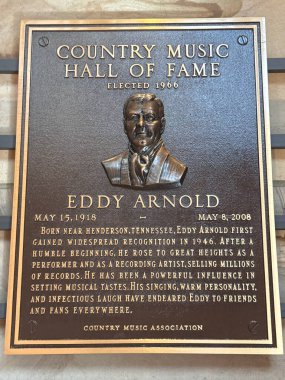 COUNTRY MUSIC
HALL OF FAME
ELECTED 1966
EDDY ARNOLD
MAY 15, 1918 – MAY 8, 2008
BORN NEAR HENDERSON, TENNESSEE, EDDY ARNOLD FIRST
GAINED WIDESPREAD RECOGNITION IN 1946. AFTER A
HUMBLE BEGINNING, HE ROSE TO GREAT HEIGHTS AS A
PERFORMER AND AS A RECORDING ARTIST, SELLING MILLIONS
OF RECORDS. HE HAS BEEN A POWERFUL INFLUENCE IN
SETTING MUSICAL TASTES. HIS SINGING, WARM PERSONALITY,
AND INFECTIOUS LAUGH HAVE ENDEARED EDDY TO FRIENDS
AND FANS EVERYWHERE.
COUNTRY MUSIC ASSOCIATION